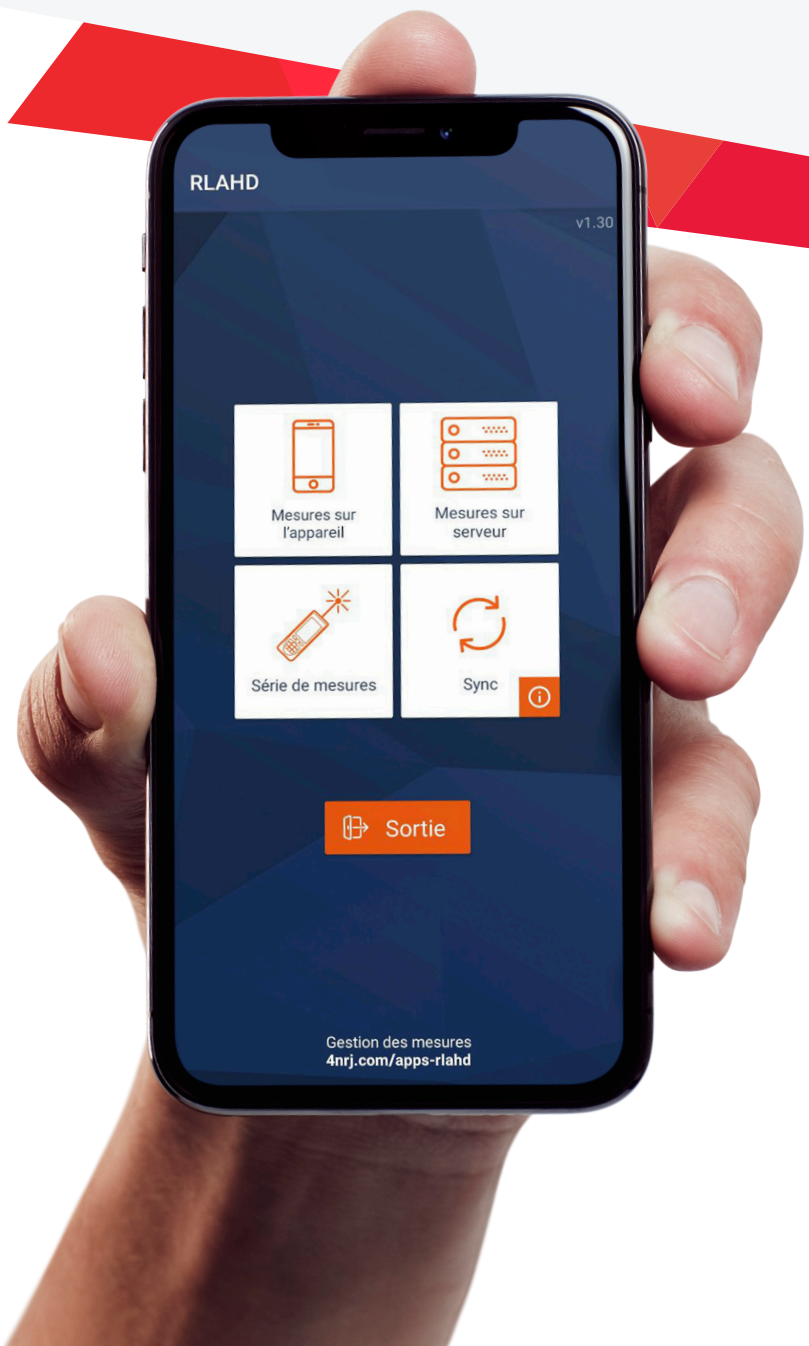 RLAHD
v1.30
Mesures sur
l'appareil
Mesures sur
serveur
Série de mesures
Sync
Sortie
Gestion des mesures
4nrj.com/apps-rlahd